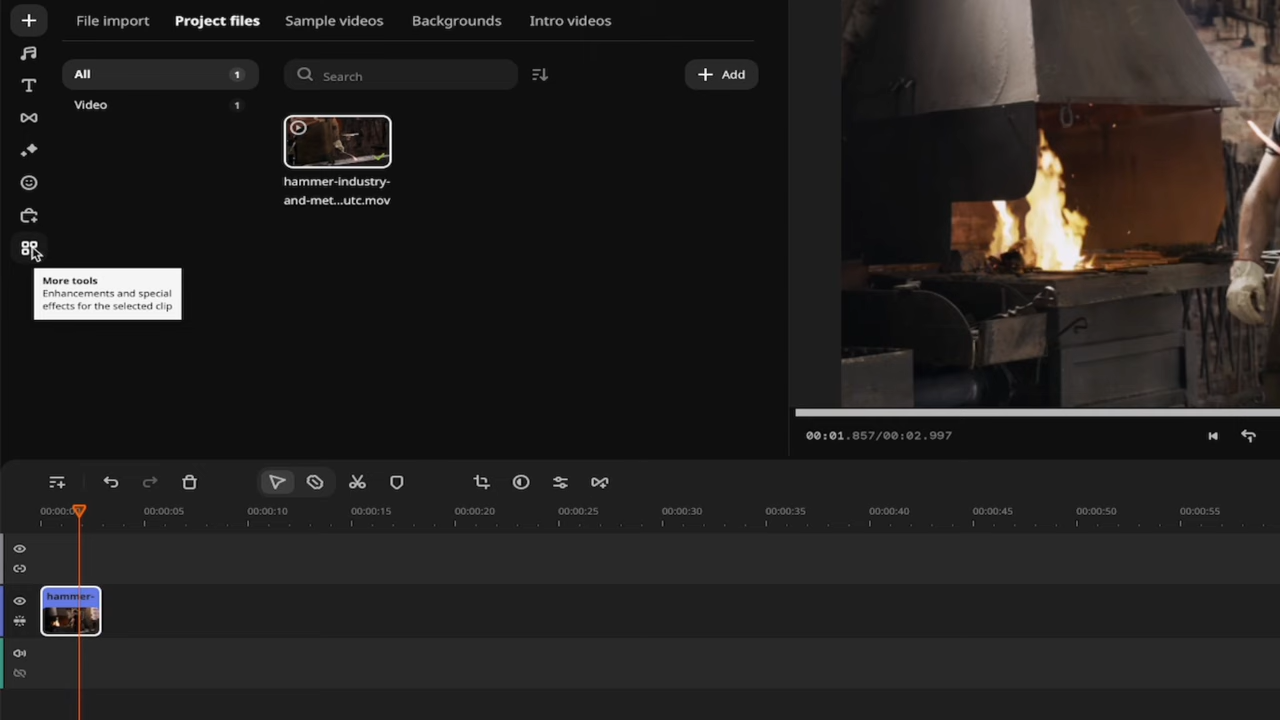 File import Project files Sample videos Backgrounds Intro videos
All 1
Search
Add
Video 1
hammer-industry-
and-met...utc.mov
More tools
Enhancements and special
effects for the selected clip
00:01.857/00:02.997
00:00:05 00:00:10 00:00:15 00:00:20 00:00:25 00:00:30 00:00:35 00:00:40 00:00:45 00:00:50 00:00:55
hammer-